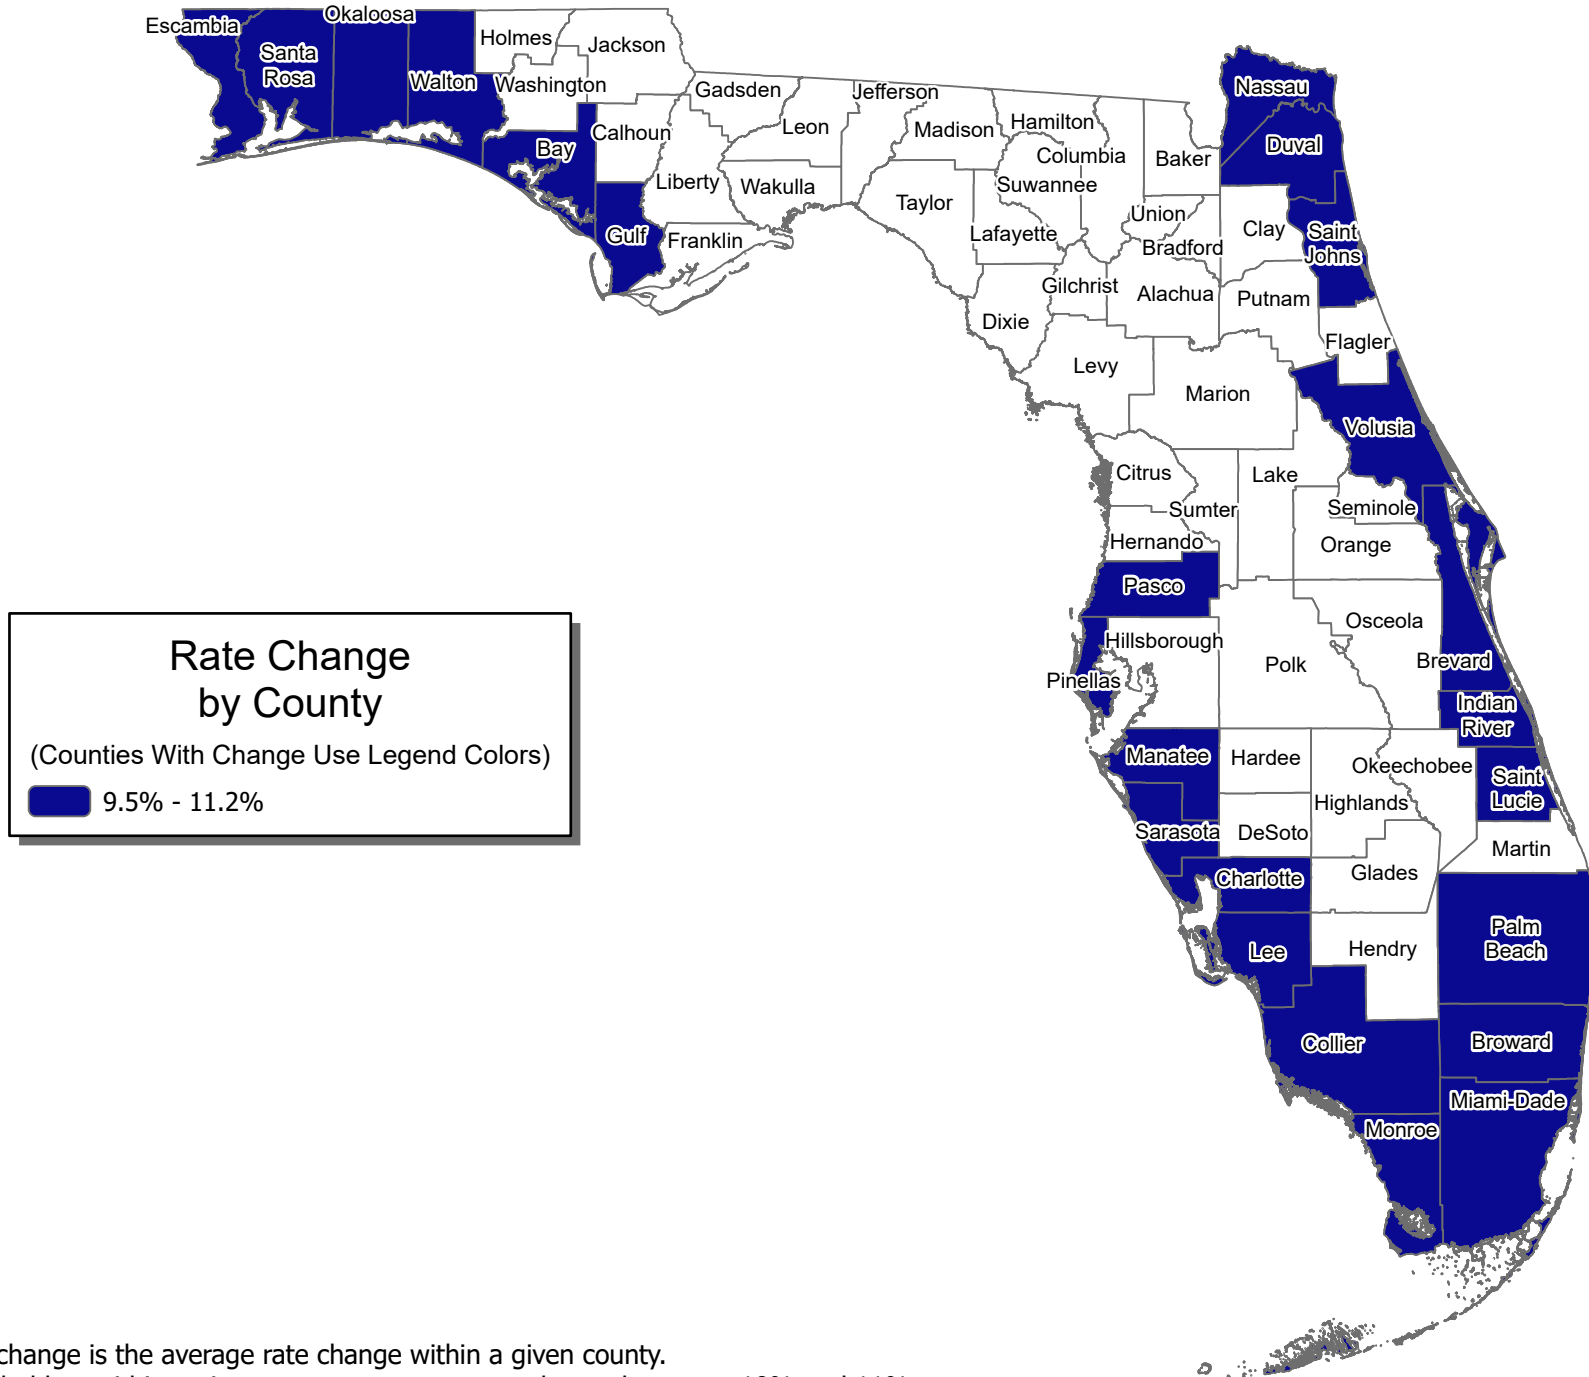 Escambia
Okaloosa
Santa
Rosa
Walton
Holmes
Jackson
Washington
Bay
Calhoun
Gulf
Liberty
Franklin
Gadsden
Leon
Wakulla
Jefferson
Madison
Taylor
Hamilton
Columbia
Suwannee
Lafayette
Baker
Union
Bradford
Nassau
Duval
Clay
Saint
Johns
Gilchrist
Alachua
Putnam
Dixie
Levy
Flagler
Marion
Volusia
Citrus
Lake
Sumter
Seminole
Hernando
Orange
Pasco
Hillsborough
Osceola
Polk
Pinellas
Brevard
Indian
River
Manatee
Hardee
Okeechobee
Highlands
Saint
Lucie
Sarasota
DeSoto
Martin
Charlotte
Glades
Lee
Hendry
Palm
Beach
Collier
Broward
Miami-Dade
Monroe
Rate Change
by County
(Counties With Change Use Legend Colors)
9.5% - 11.2%
change is the average rate change within a given county.